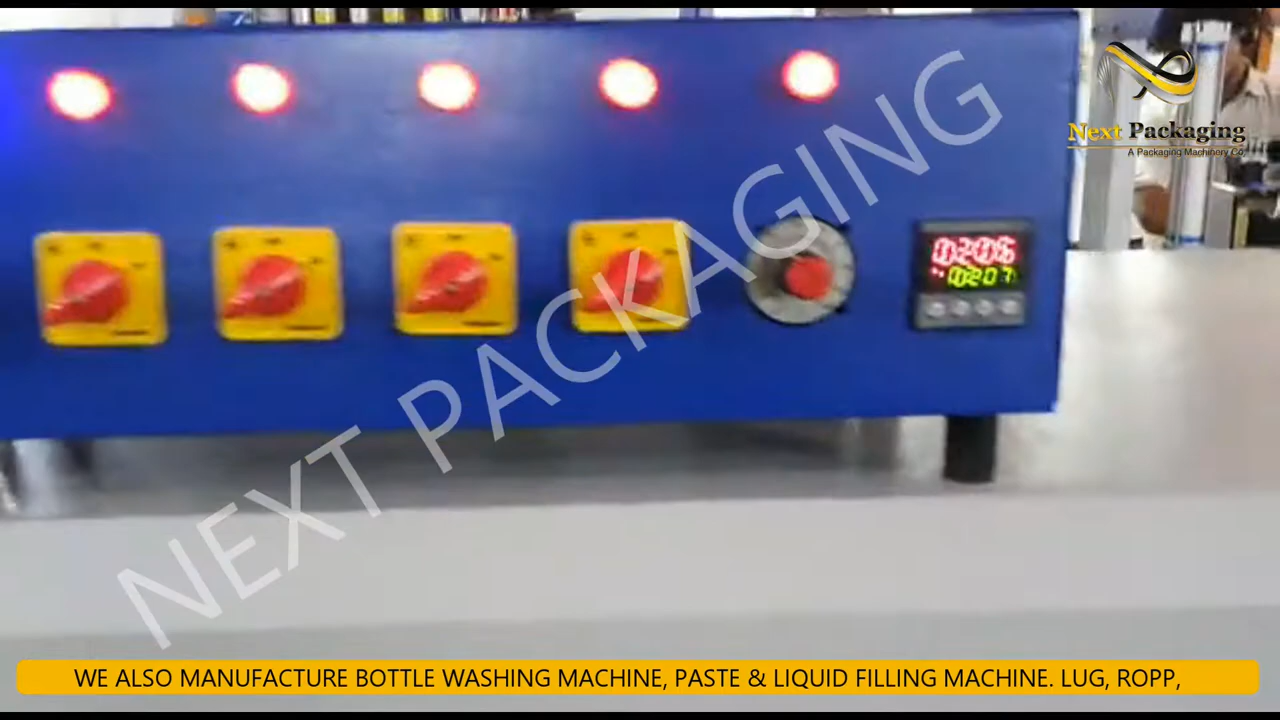 Next Packaging
A Packaging Machinery Co.
0206
0207
NEXT PACKAGING
WE ALSO MANUFACTURE BOTTLE WASHING MACHINE, PASTE & LIQUID FILLING MACHINE. LUG, ROPP,